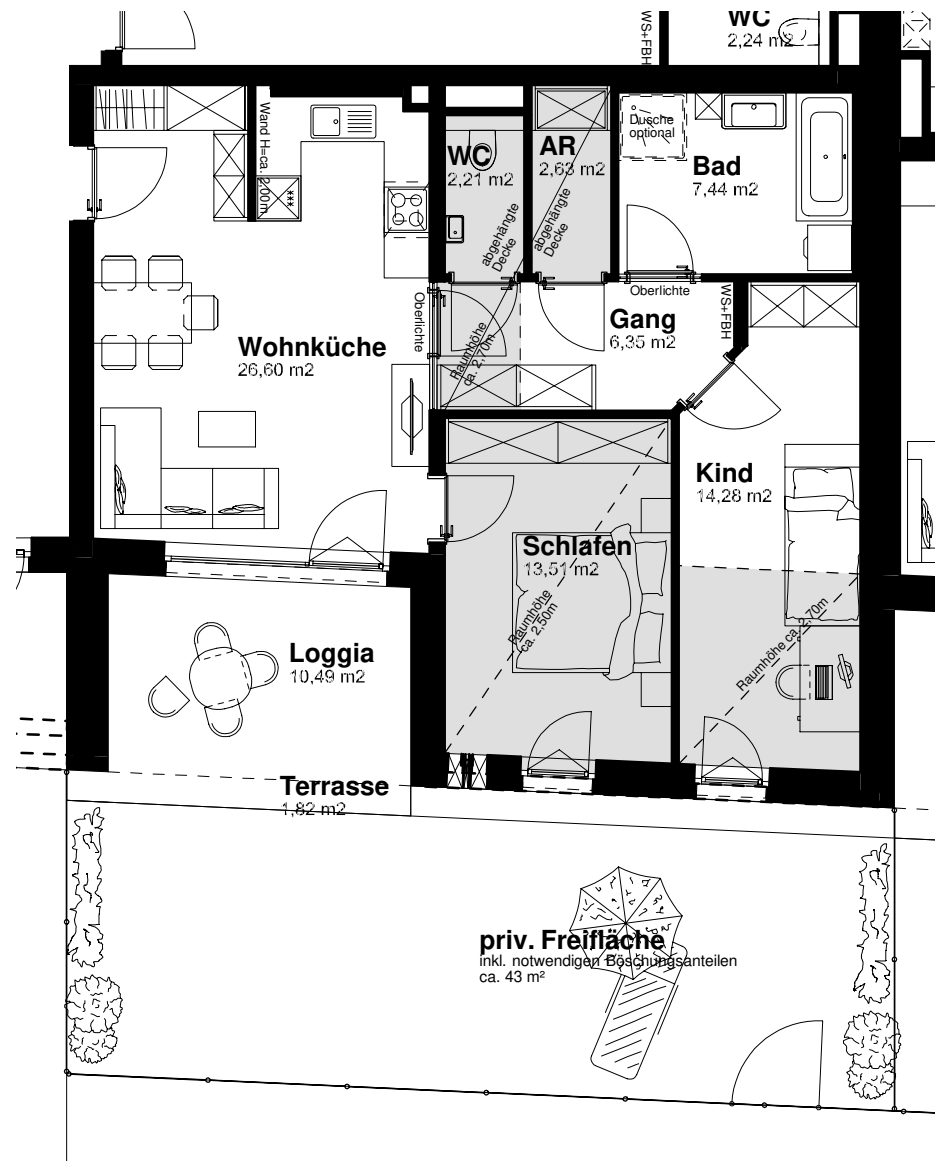 WC
2,24 m2
WS+FBH
Wand H=ca. 2,00m
***
WC
2,21 m2
abgehängte
Decke
AR
2,63 m2
abgehängte
Decke
Dusche
optional
Bad
7,44 m2
Oberlichte
Oberlichte
WS+FBH
Gang
6,35 m2
Raumhöhe
ca. 2,70m
Wohnküche
26,60 m2
Kind
14,28 m2
Schlafen
13,51 m2
Raumhöhe
ca. 2,50m
Raumhöhe ca. 2,70m
Loggia
10,49 m2
Terrasse
1,82 m2
priv. Freifläche
inkl. notwendigen Böschungsanteilen
ca. 43 m²